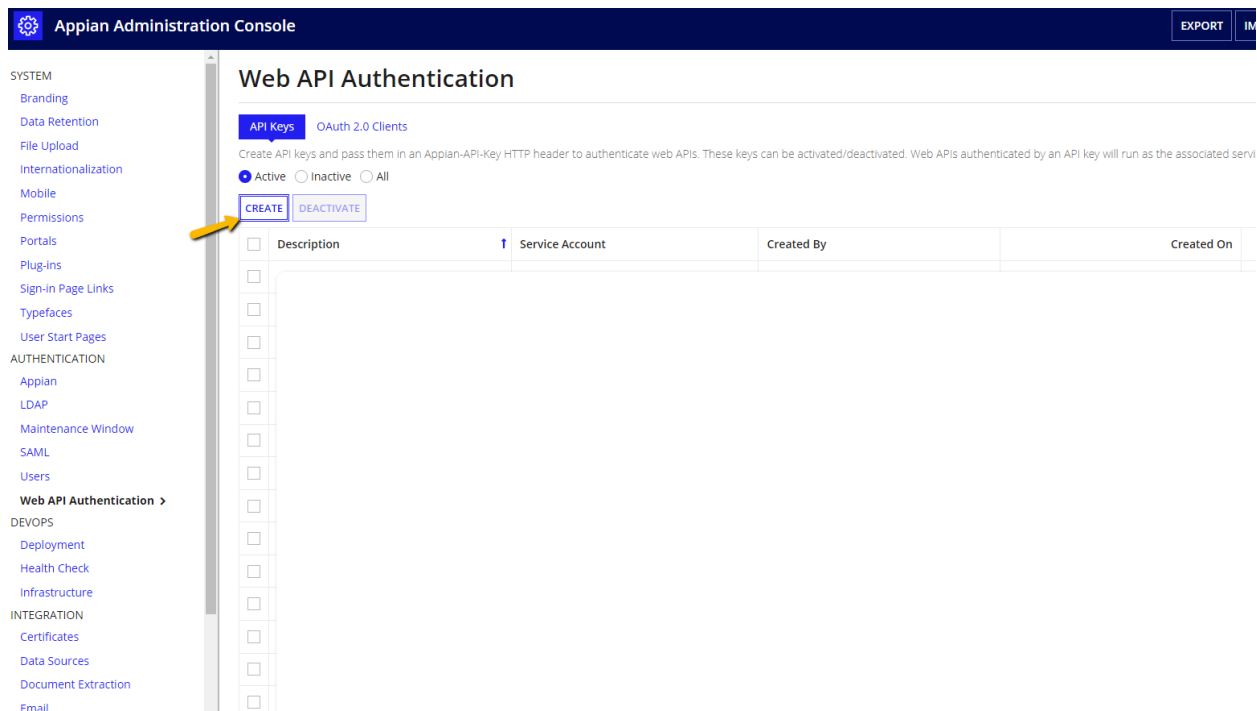 Appian Administration Console
EXPORT
SYSTEM
Branding
Data Retention
File Upload
Internationalization
Mobile
Permissions
Portals
Plug-ins
Sign-in Page Links
Typefaces
User Start Pages
AUTHENTICATION
Appian
LDAP
Maintenance Window
SAML
Users
Web API Authentication >
DEVOPS
Deployment
Health Check
Infrastructure
INTEGRATION
Certificates
Data Sources
Document Extraction
Email
Web API Authentication
API Keys OAuth 2.0 Clients
Create API keys and pass them in an Appian-API-Key HTTP header to authenticate web APIs. These keys can be activated/deactivated. Web APIs authenticated by an API key will run as the associated
Active Inactive All
CREATE DEACTIVATE
Description Service Account Created By Created On